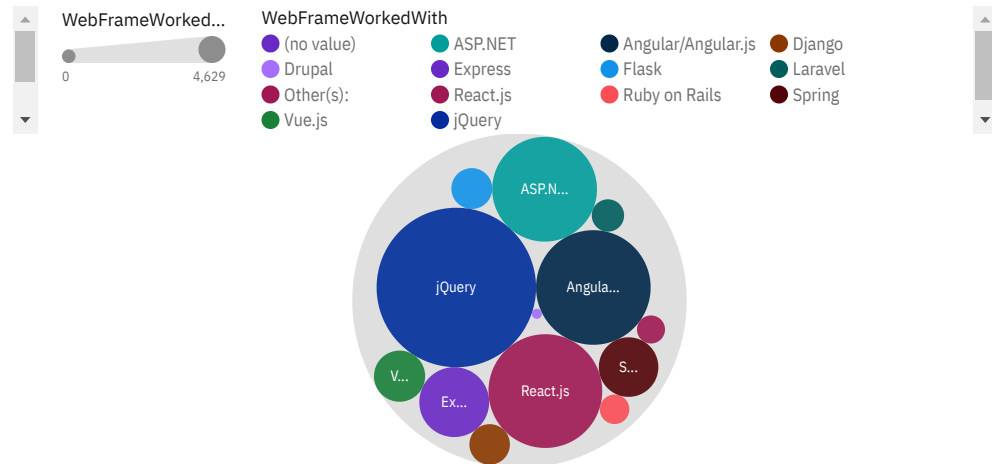 WebFrameWorked...
0 4,629
WebFrameWorkedWith
(no value) ASP.NET Angular/Angular.js Django
Drupal Express Flask Laravel
Other(s): React.js Ruby on Rails Spring
Vue.js jQuery
ASP.N...
jQuery Angula...
V... S...
Ex... React.js